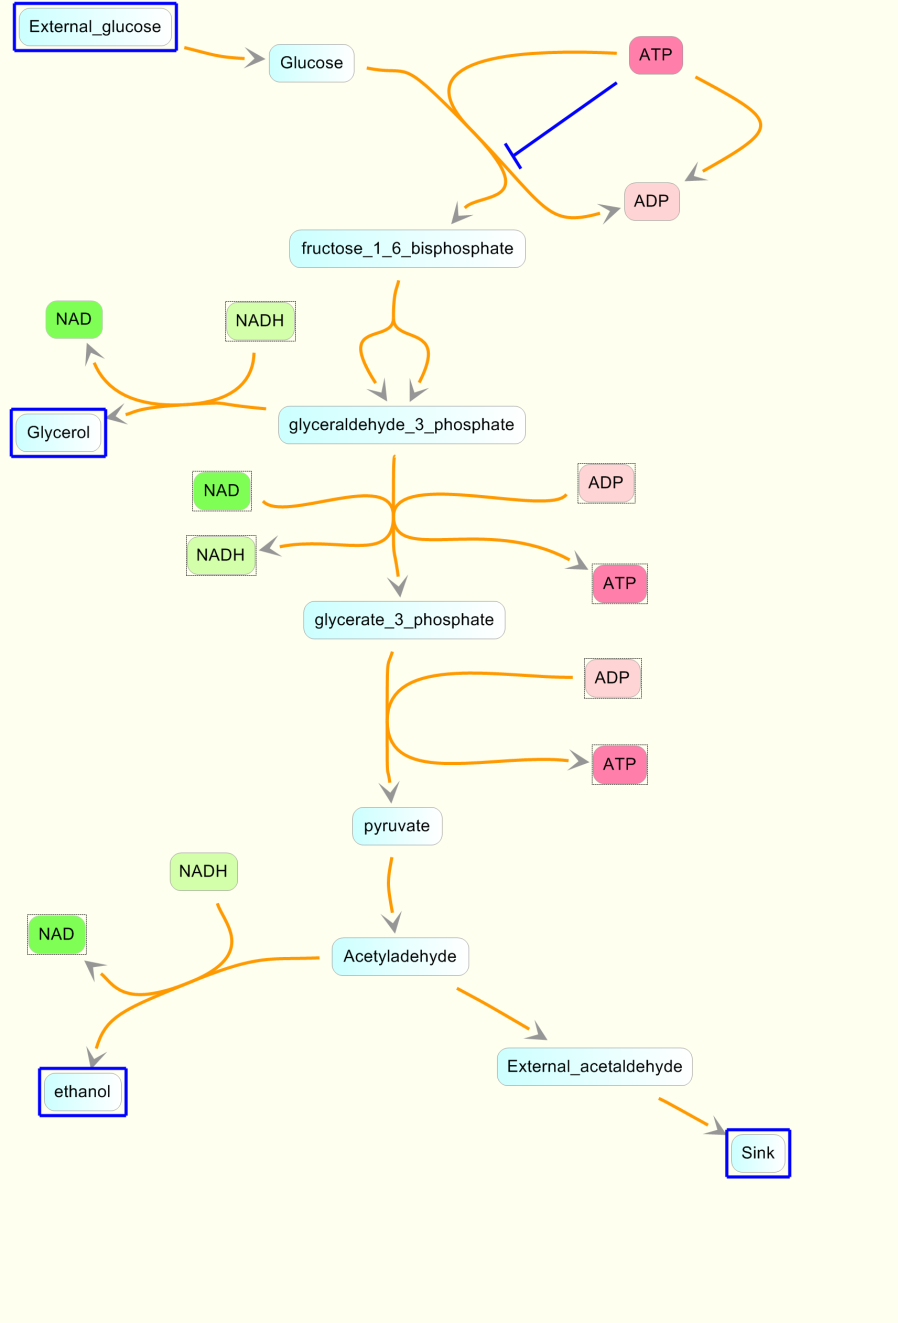 External_glucose
Glucose
ATP
ADP
fructose_1_6_bisphosphate
NAD
NADH
Glycerol
glyceraldehyde_3_phosphate
NAD
ADP
NADH
ATP
glycerate_3_phosphate
ADP
ATP
pyruvate
NADH
NAD
Acetyladehyde
External_acetaldehyde
ethanol
Sink